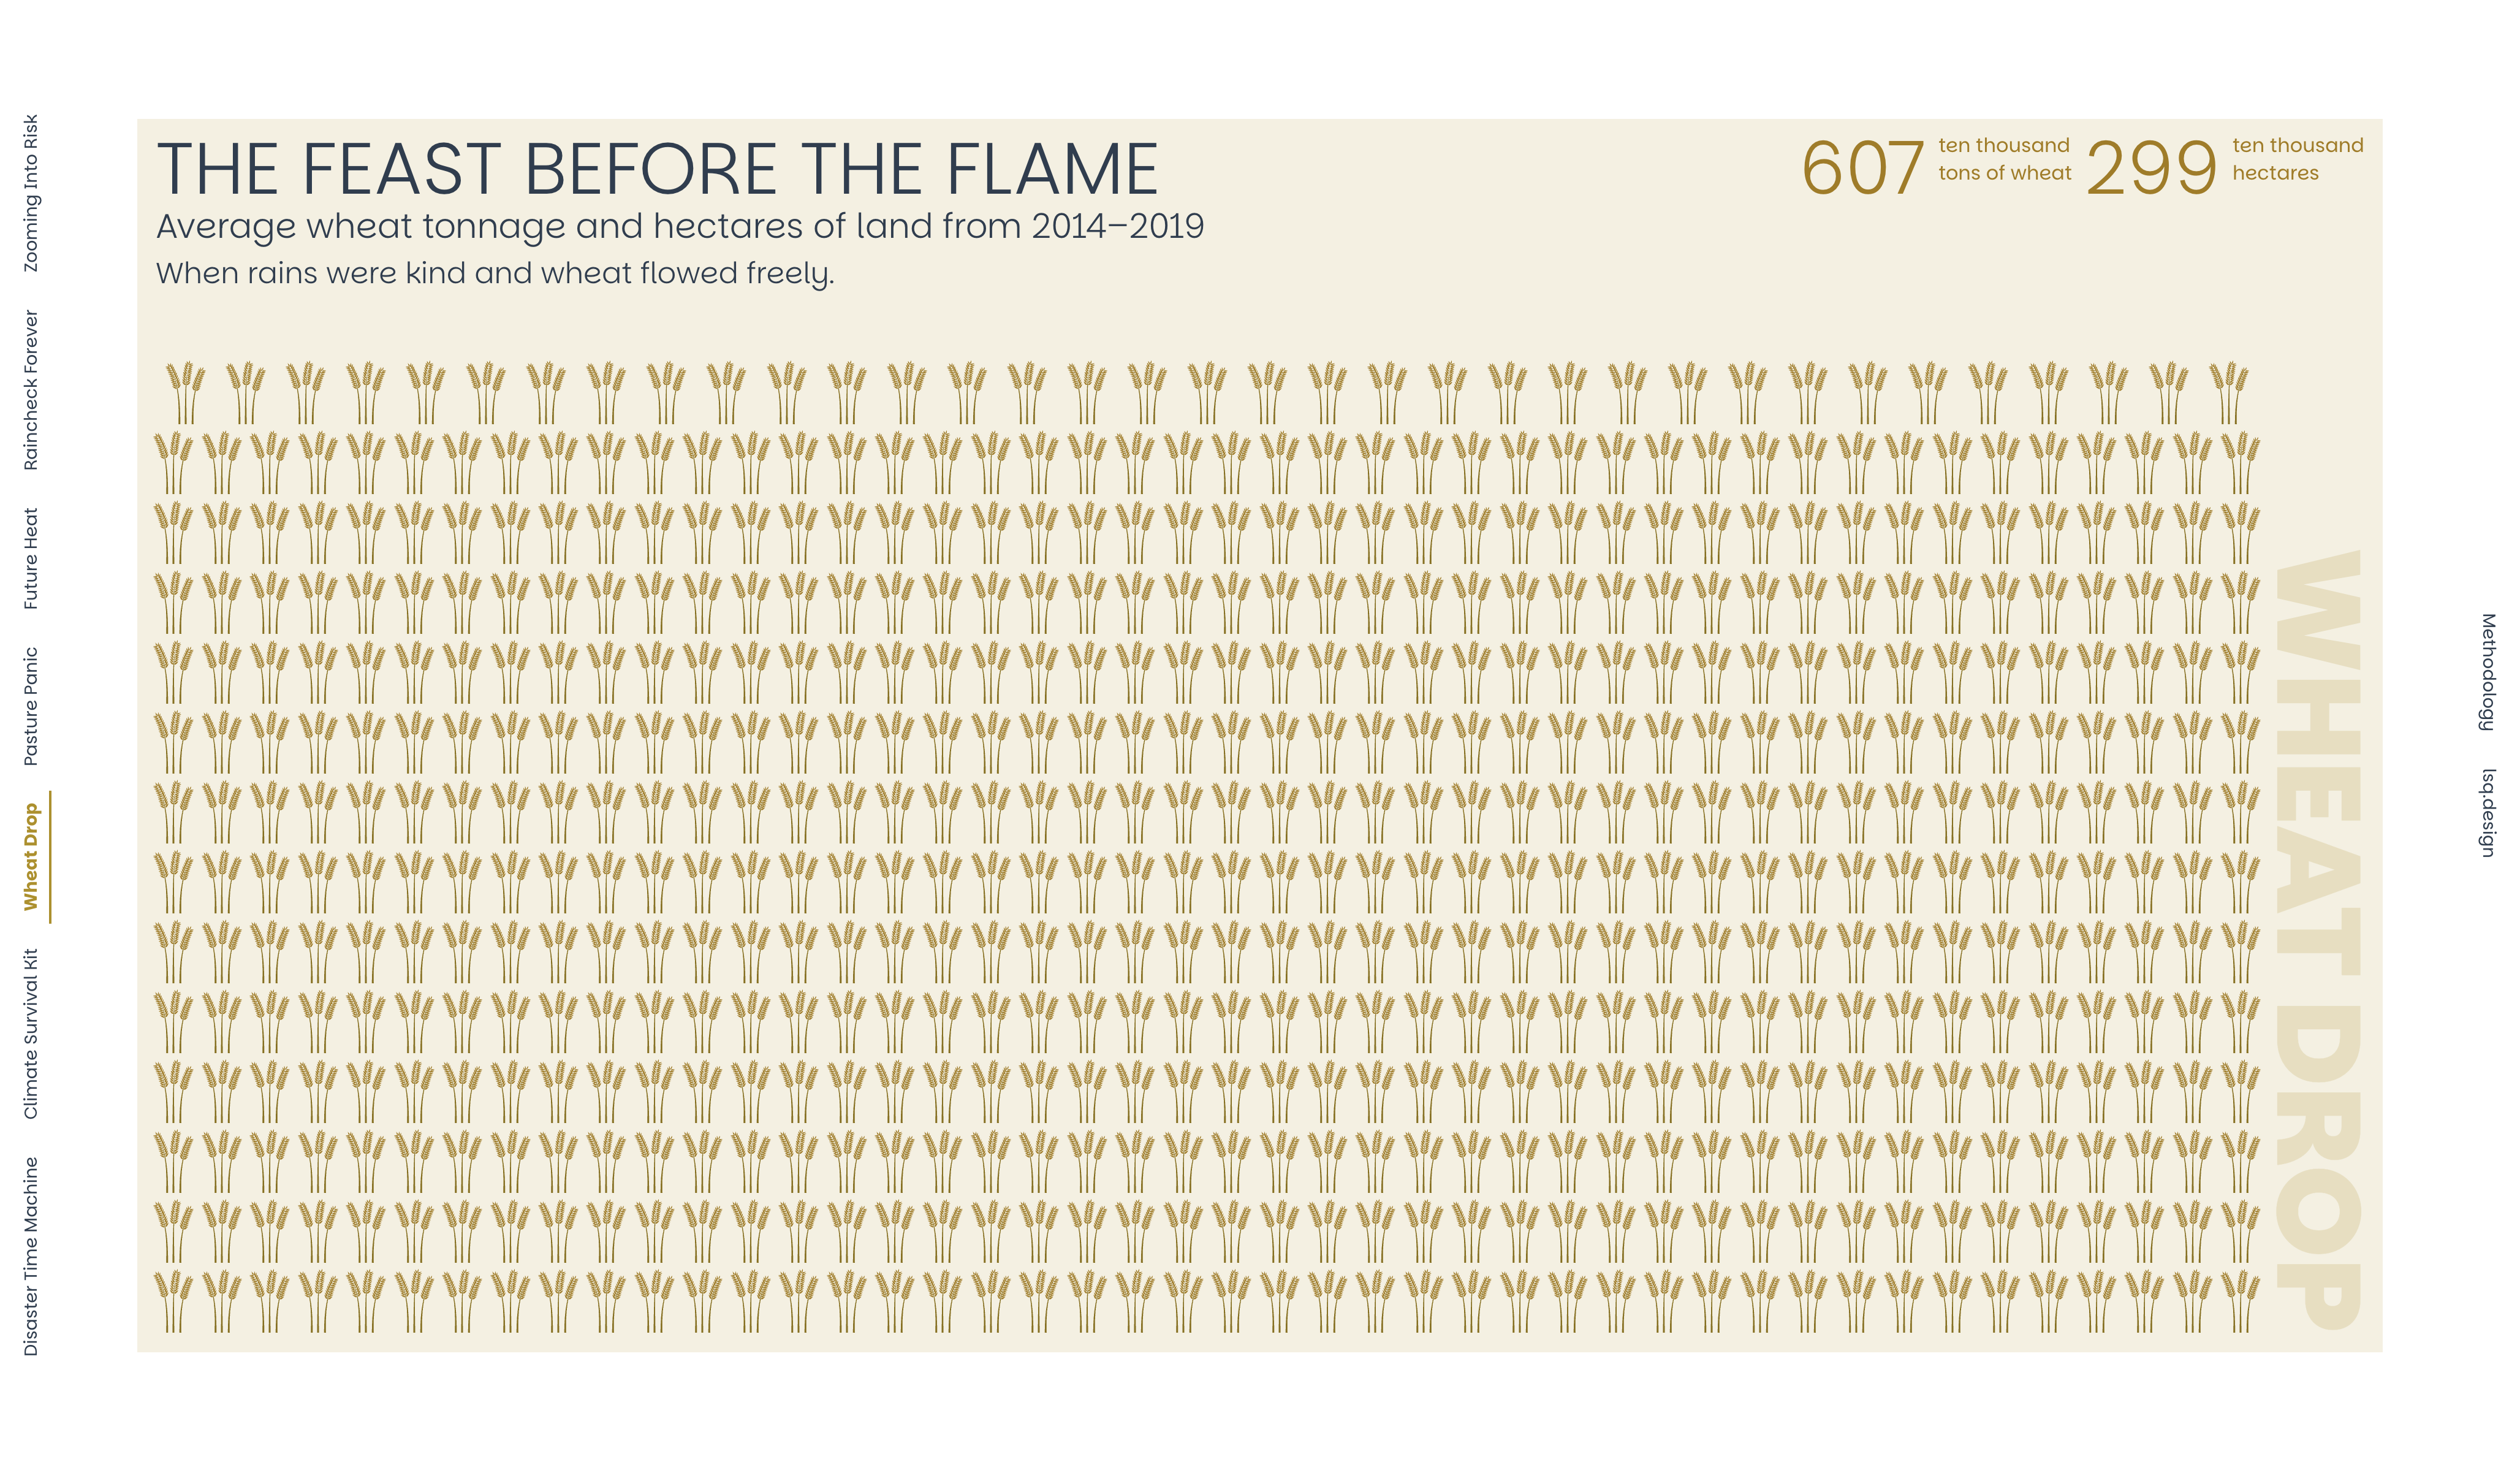 THE FEAST BEFORE THE FLAME
Average wheat tonnage and hectares of land from 2014–2019
When rains were kind and wheat flowed freely.
607 ten thousand
tons of wheat
299 ten thousand
hectares
WHEAT DROP
Zooming Into Risk
Raincheck Forever
Future Heat
Pasture Panic
Wheat Drop
Climate Survival Kit
Disaster Time Machine
Methodology
lsq.design